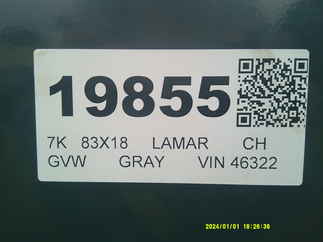 19855
7K 83X18 LAMAR CH
GVW GRAY VIN 46322
2024/01/01 18:26:36